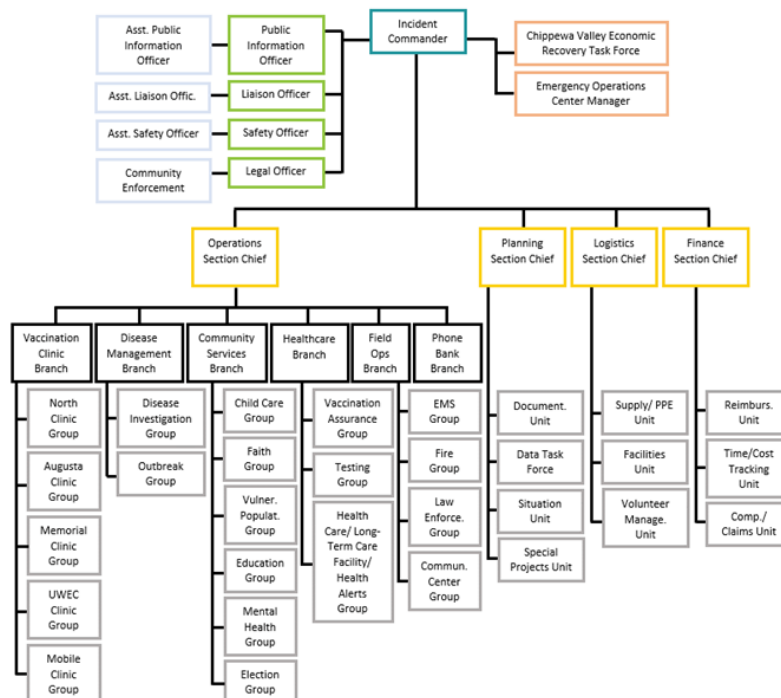 Incident
Commander
Asst. Public
Information
Officer
Public
Information
Officer
Chippewa Valley Economic
Recovery Task Force
Asst. Liaison Offic.
Liaison Officer
Emergency Operations
Center Manager
Asst. Safety Officer
Safety Officer
Community
Enforcement
Legal Officer
Operations
Section Chief
Planning
Section Chief
Logistics
Section Chief
Finance
Section Chief
Vaccination
Clinic
Branch
Disease
Management
Branch
Community
Services
Branch
Healthcare
Branch
Field
Ops
Branch
Phone
Bank
Branch
North
Clinic
Group
Augusta
Clinic
Group
Memorial
Clinic
Group
UWEC
Clinic
Group
Mobile
Clinic
Group
Disease
Investigation
Group
Outbreak
Group
Child Care
Group
Faith
Group
Vulner.
Populat.
Group
Education
Group
Mental
Health
Group
Election
Group
Vaccination
Assurance
Group
Testing
Group
Health
Care/ Long-
Term Care
Facility/
Health
Alerts
Group
EMS
Group
Fire
Group
Law
Enforce.
Group
Commun.
Center
Group
Document.
Unit
Data Task
Force
Situation
Unit
Special
Projects Unit
Supply/ PPE
Unit
Facilities
Unit
Volunteer
Manage.
Unit
Reimburs.
Unit
Time/Cost
Tracking
Unit
Comp./
Claims Unit